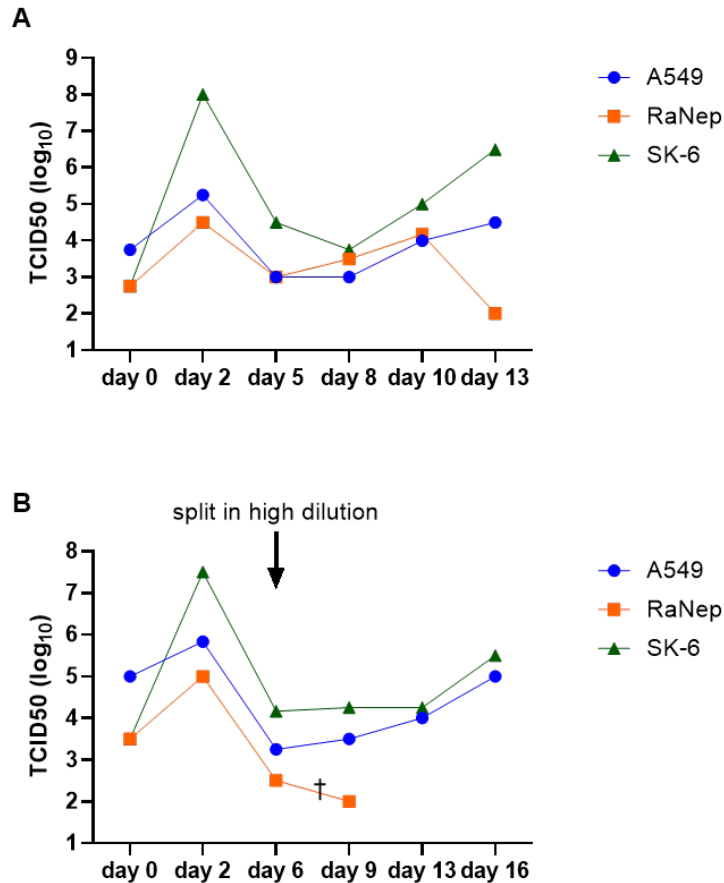 A
TCID50 (log₁₀)
9
8
7
6
5
4
3
2
1
day 0 day 2 day 5 day 8 day 10 day 13
A549
RaNep
SK-6
B
split in high dilution
TCID50 (log₁₀)
8
7
6
5
4
3
2
1
†
day 0 day 2 day 6 day 9 day 13 day 16
A549
RaNep
SK-6